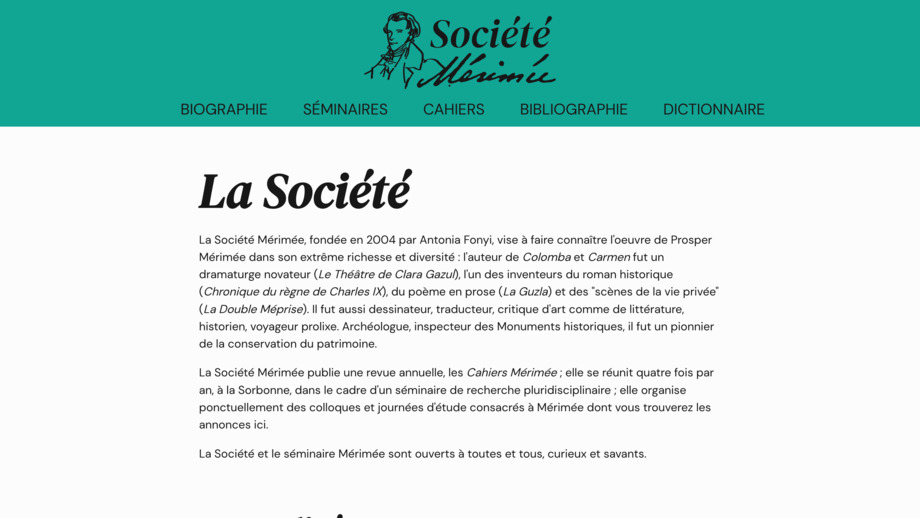 Société
Mérimée
BIOGRAPHIE SÉMINAIRES CAHIERS BIBLIOGRAPHIE DICTIONNAIRE
La Société
La Société Mérimée, fondée en 2004 par Antonia Fonyi, vise à faire connaître l'oeuvre de Prosper
Mérimée dans son extrême richesse et diversité : l'auteur de Colomba et Carmen fut un
dramaturge novateur (Le Théâtre de Clara Gazul), l'un des inventeurs du roman historique
(Chronique du règne de Charles IX), du poème en prose (La Guzla) et des "scènes de la vie privée"
(La Double Méprise). Il fut aussi dessinateur, traducteur, critique d'art comme de littérature,
historien, voyageur prolixe. Archéologue, inspecteur des Monuments historiques, il fut un pionnier
de la conservation du patrimoine.
La Société Mérimée publie une revue annuelle, les Cahiers Mérimée ; elle se réunit quatre fois par
an, à la Sorbonne, dans le cadre d'un séminaire de recherche pluridisciplinaire ; elle organise
ponctuellement des colloques et journées d'étude consacrés à Mérimée dont vous trouverez les
annonces ici.
La Société et le séminaire Mérimée sont ouverts à toutes et tous, curieux et savants.